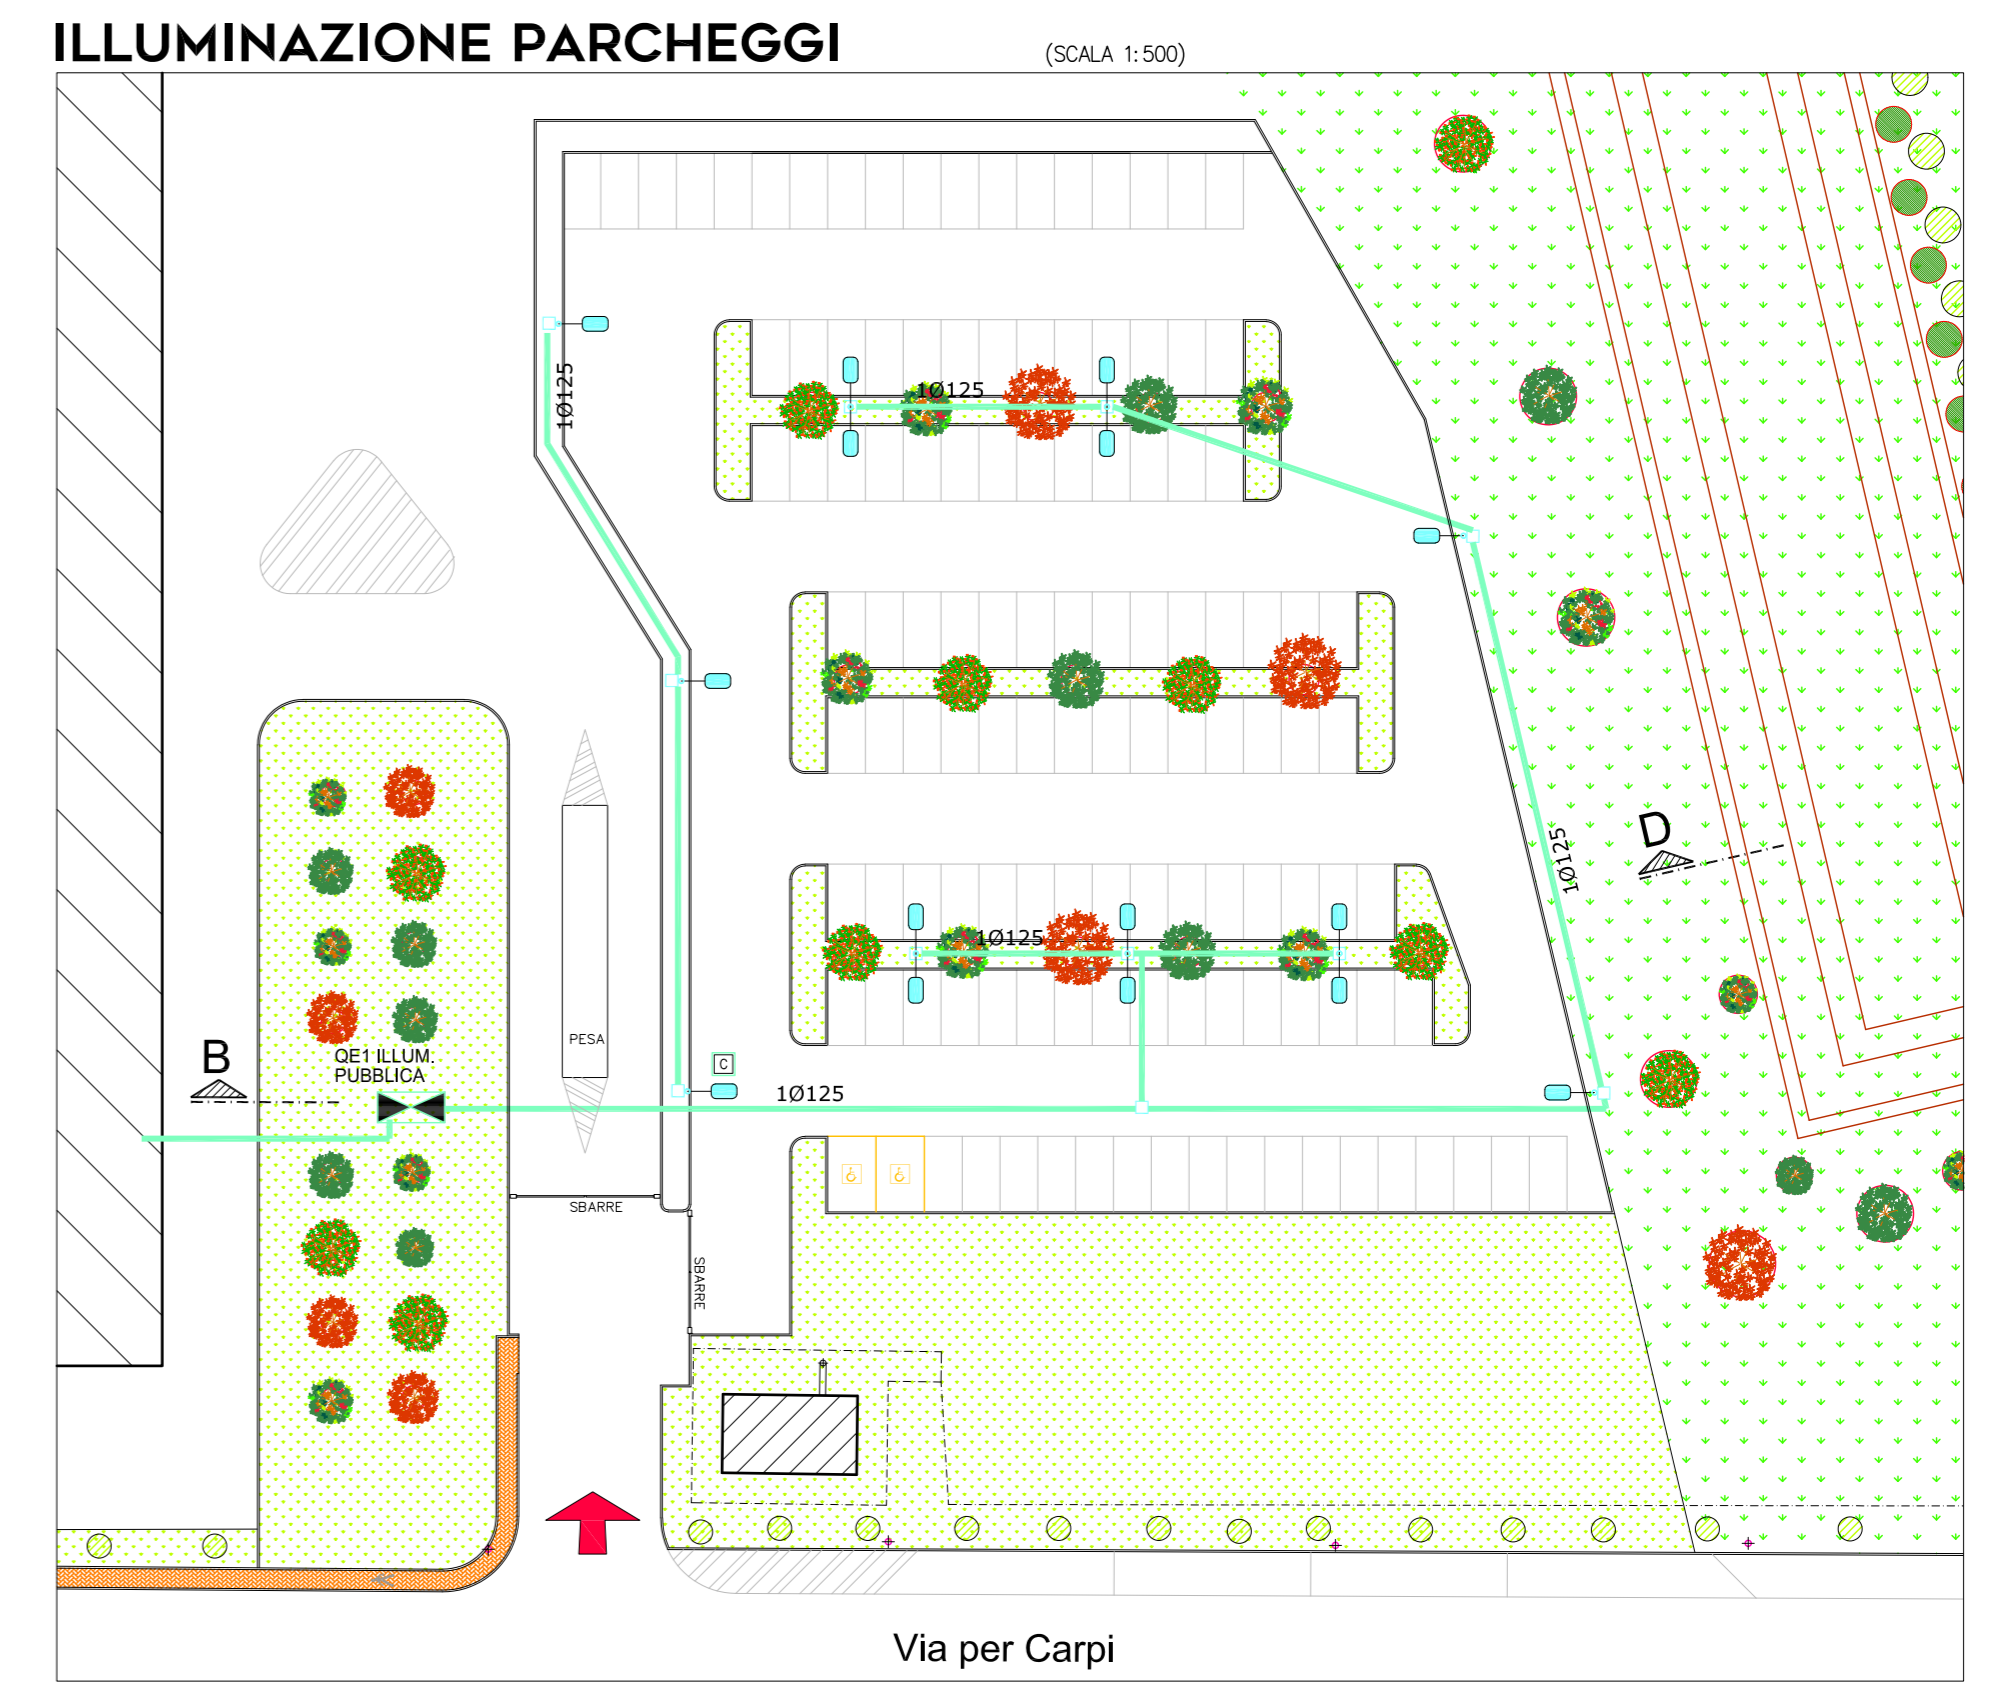 ILLUMINAZIONE PARCHEGGI
(SCALA 1:500)
1Ø125
1Ø125
1Ø125
D
1Ø125
PESA
B
QE1 ILLUM.
PUBBLICA
C
1Ø125
SBARRE
SBARRE
Via per Carpi